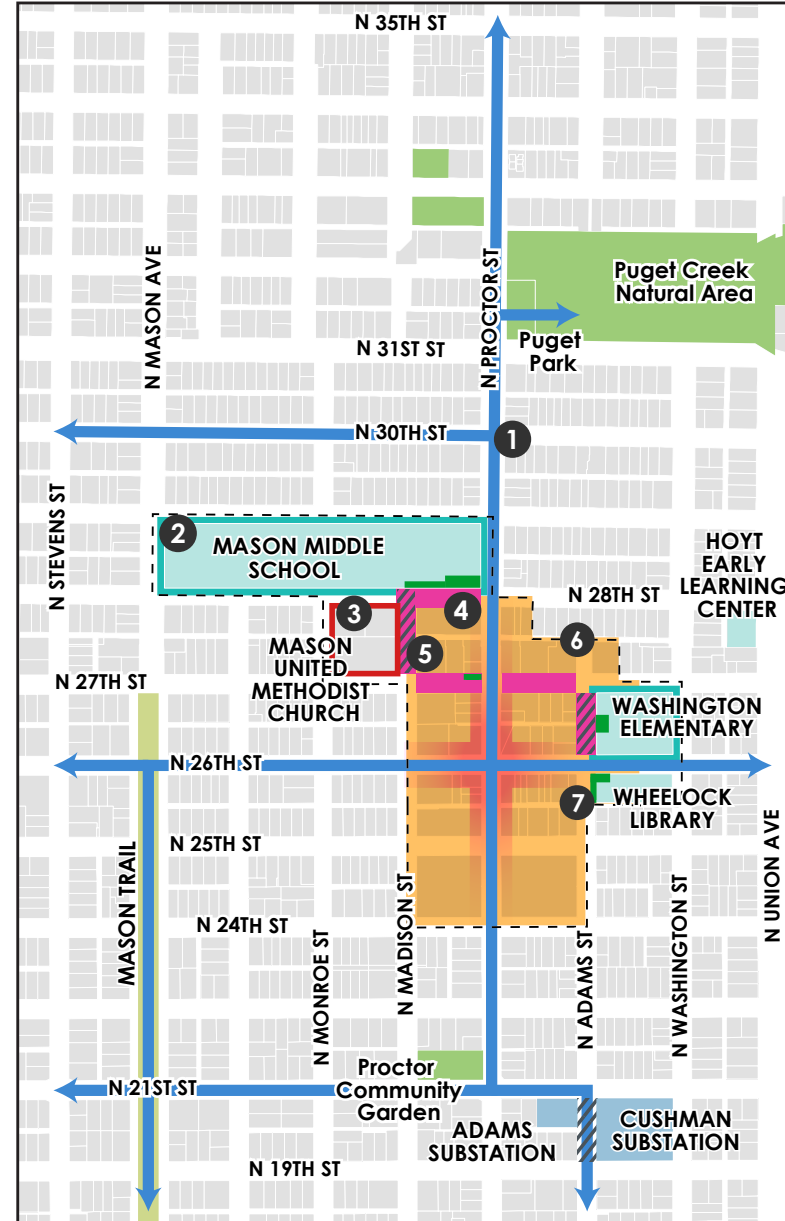 N 35TH ST
N MASON AVE
N PROCTOR ST
Puget Creek
Natural Area
Puget
Park
N 31ST ST
N 30TH ST
1
N STEVENS ST
2
MASON MIDDLE
SCHOOL
HOYT
EARLY
LEARNING
CENTER
N 28TH ST
3
4
5
6
MASON
UNITED
METHODIST
CHURCH
N 27TH ST
WASHINGTON
ELEMENTARY
N 26TH ST
7
WHEELOCK
LIBRARY
N 25TH ST
N UNION AVE
MASON TRAIL
N 24TH ST
N MONROE ST
N MADISON ST
N ADAMS ST
N WASHINGTON ST
Proctor
Community
Garden
N 21ST ST
ADAMS
SUBSTATION
CUSHMAN
SUBSTATION
N 19TH ST